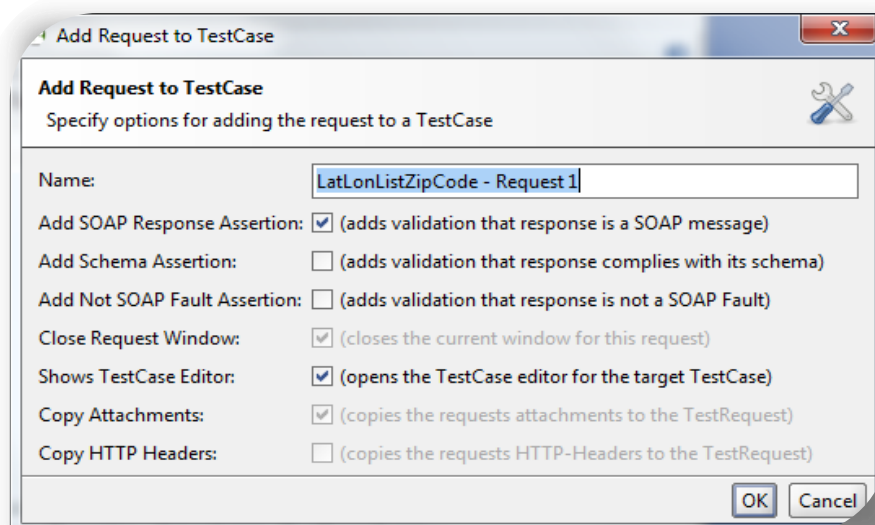 Add Request to TestCase
Add Request to TestCase
Specify options for adding the request to a TestCase
Name: LatLonListZipCode - Request 1
Add SOAP Response Assertion: (adds validation that response is a SOAP message)
Add Schema Assertion: (adds validation that response complies with its schema)
Add Not SOAP Fault Assertion: (adds validation that response is not a SOAP Fault)
Close Request Window: (closes the current window for this request)
Shows TestCase Editor: (opens the TestCase editor for the target TestCase)
Copy Attachments: (copies the requests attachments to the TestRequest)
Copy HTTP Headers: (copies the requests HTTP-Headers to the TestRequest)
OK Cancel